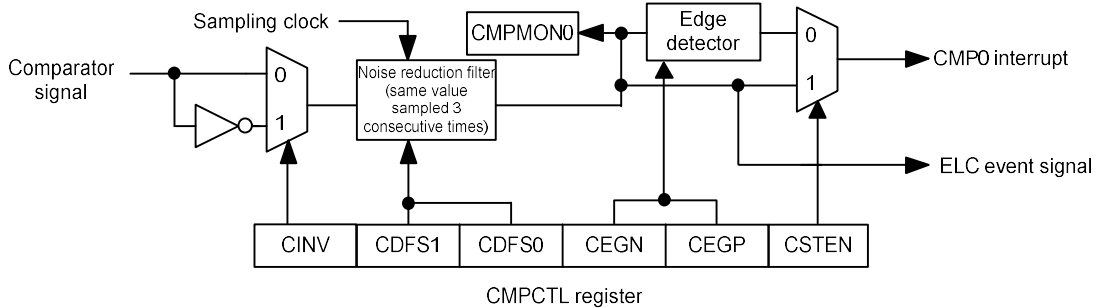 Sampling clock
CMPMON0
Edge
detector
0
1
CMP0 interrupt
Comparator
signal
0
1
Noise reduction filter
(same value
sampled 3
consecutive times)
ELC event signal
CINV
CDFS1
CDFS0
CEGN
CEGP
CSTEN
CMPCTL register